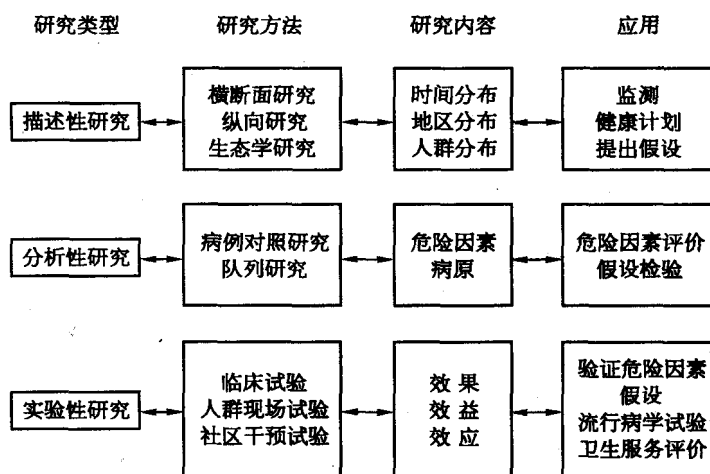 研究类型 研究方法 研究内容 应用
描述性研究
横断面研究
纵向研究
生态学研究
时间分布
地区分布
人群分布
监测
健康计划
提出假设
分析性研究
病例对照研究
队列研究
危险因素
病原
危险因素评价
假设检验
实验性研究
临床试验
人群现场试验
社区干预试验
效果
效益
效应
验证危险因素
假设
流行病学试验
卫生服务评价